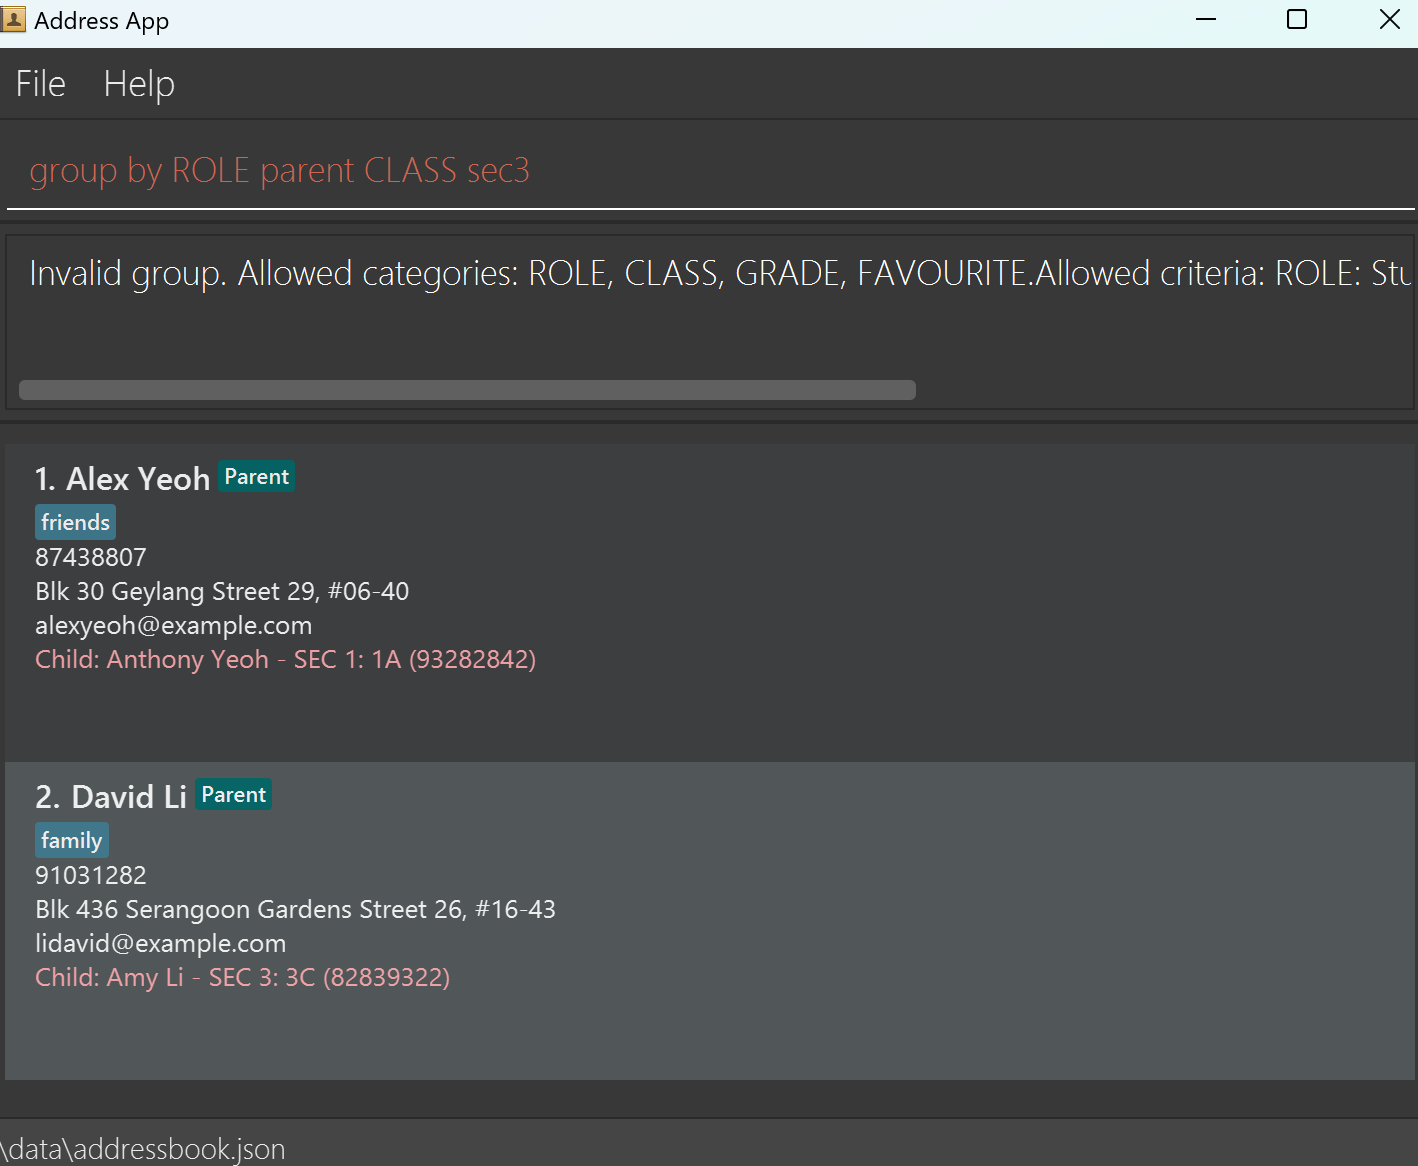 Address App
File Help
group by ROLE parent CLASS sec3
Invalid group. Allowed categories: ROLE, CLASS, GRADE, FAVOURITE.Allowed criteria: ROLE: Stu
1. Alex Yeoh Parent
friends
87438807
Blk 30 Geylang Street 29, #06-40
alexyeoh@example.com
Child: Anthony Yeoh - SEC 1: 1A (93282842)
2. David Li Parent
family
91031282
Blk 436 Serangoon Gardens Street 26, #16-43
lidavid@example.com
Child: Amy Li - SEC 3: 3C (82839322)
\data\addressbook.json